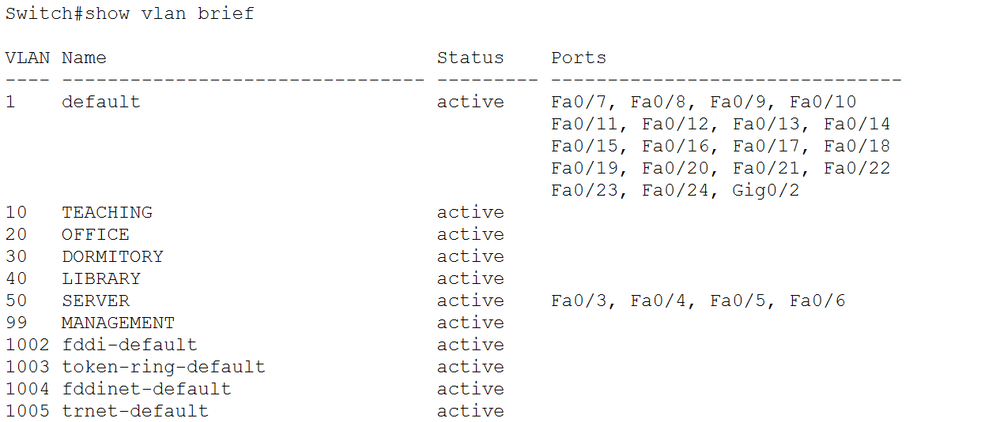 Switch#show vlan brief
VLAN Name                             Status    Ports
---- -------------------------------- --------- -------------------------------
1    default                          active    Fa0/7, Fa0/8, Fa0/9, Fa0/10
                                                Fa0/11, Fa0/12, Fa0/13, Fa0/14
                                                Fa0/15, Fa0/16, Fa0/17, Fa0/18
                                                Fa0/19, Fa0/20, Fa0/21, Fa0/22
                                                Fa0/23, Fa0/24, Gig0/2
10   TEACHING                         active
20   OFFICE                           active
30   DORMITORY                        active
40   LIBRARY                          active
50   SERVER                           active    Fa0/3, Fa0/4, Fa0/5, Fa0/6
99   MANAGEMENT                       active
1002 fddi-default                     active
1003 token-ring-default               active
1004 fddinet-default                  active
1005 trnet-default                    active